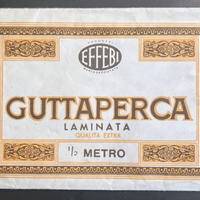 EFFEBI
GUTTAPERCA
LAMINATA
QUALITÀ EXTRA
1/2 METRO